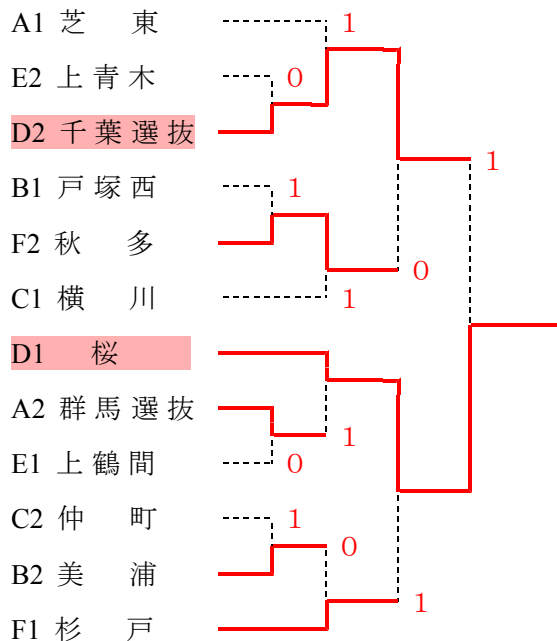 A1 芝　東
1
E2 上青木
0
D2 千葉選抜
1
B1 戸塚西
1
F2 秋　多
0
C1 横　川
1
D1 桜
A2 群馬選抜
1
E1 上鶴間
0
C2 仲　町
1
0
B2 美　浦
1
F1 杉　戸